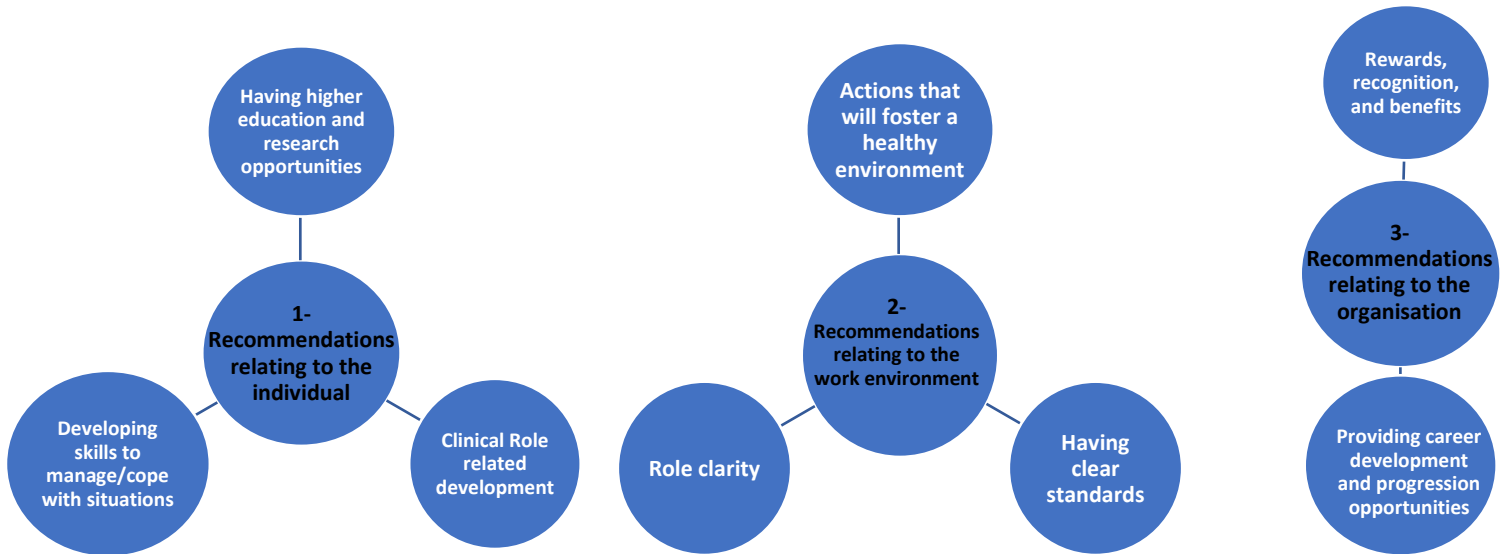 Having higher
education and
research
opportunities
1-
Recommendations
relating to the
individual
Developing
skills to
manage/cope
with situations
Clinical Role
related
development
Actions that
will foster a
healthy
environment
2-
Recommendations
relating to the
work environment
Role clarity
Having
clear
standards
Rewards,
recognition,
and benefits
3-
Recommendations
relating to the
organisation
Providing career
development
and progression
opportunities